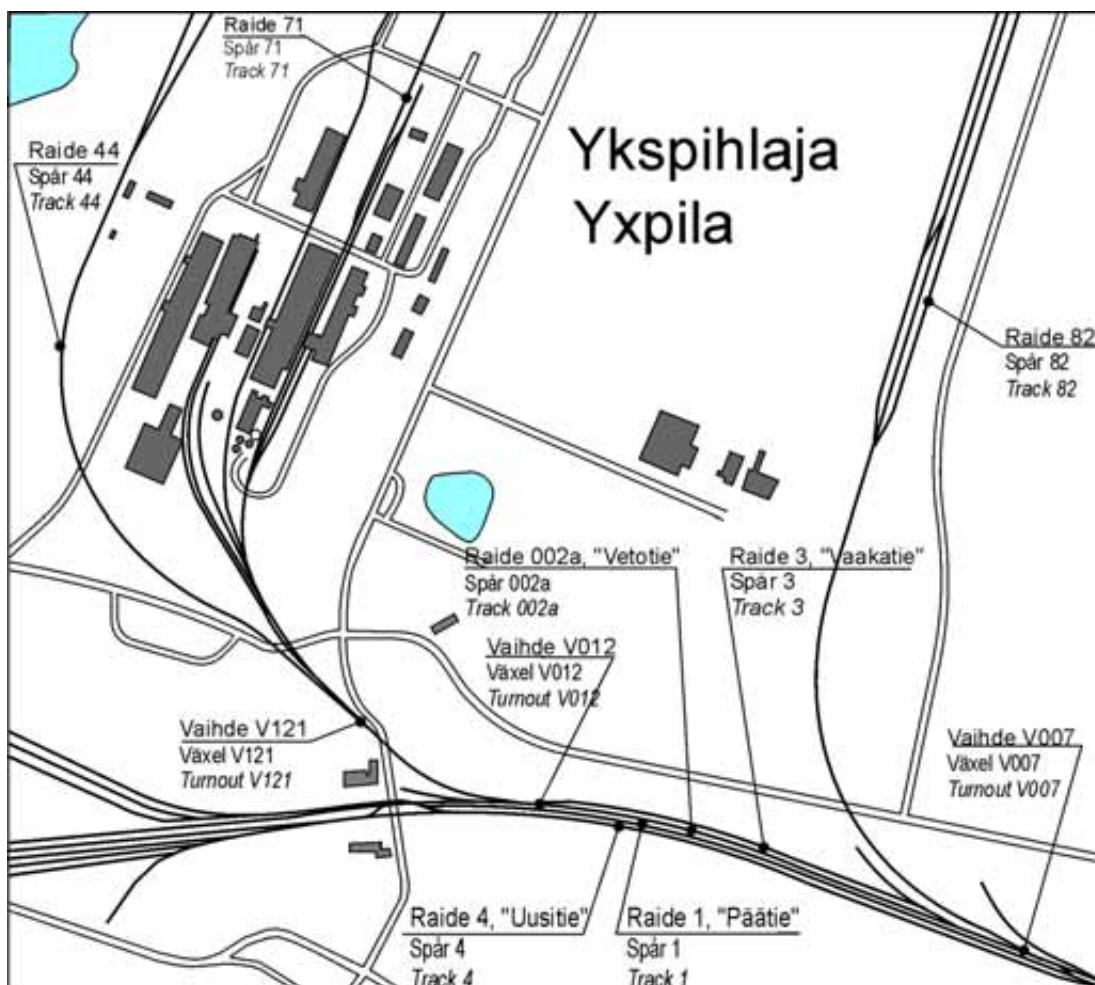 Raide 71
Spår 71
Track 71
Ykspihlaja
Yxpila
Raide 44
Spår 44
Track 44
Raide 82
Spår 82
Track 82
Raide 002a, "Vetotie"
Spår 002a
Track 002a
Raide 3, "Vaakatie"
Spår 3
Track 3
Vaihde V012
Växel V012
Turnout V012
Vaihde V121
Växel V121
Turnout V121
Vaihde V007
Växel V007
Turnout V007
Raide 4, "Uusitie"
Spår 4
Track 4
Raide 1, "Päätie"
Spår 1
Track 1